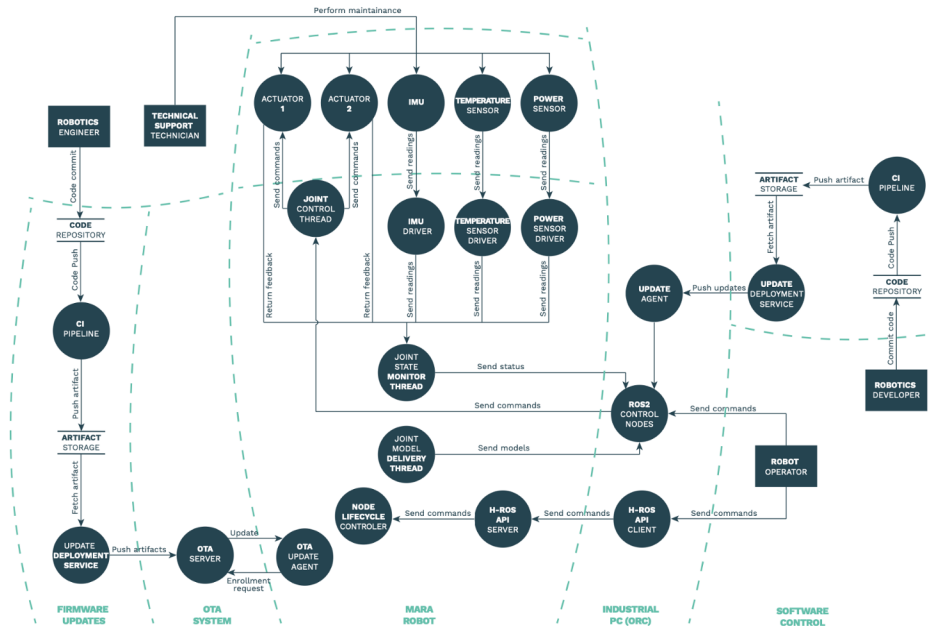 Perform maintainance
ACTUATOR
1
ACTUATOR
2
IMU
TEMPERATURE
SENSOR
POWER
SENSOR
ROBOTICS
ENGINEER
TECHNICAL
SUPPORT
TECHNICIAN
Code commit
Send commands
Send commands
Send readings
Send readings
Send readings
CI
PIPELINE
Push artifact
ARTIFACT
STORAGE
JOINT
CONTROL
THREAD
IMU
DRIVER
TEMPERATURE
SENSOR
DRIVER
POWER
SENSOR
DRIVER
CODE
REPOSITORY
Code Push
Fetch artifact
Code Push
Return feedback
Return feedback
Send readings
Send readings
Send readings
UPDATE
AGENT
Push updates
UPDATE
DEPLOYMENT
SERVICE
CODE
REPOSITORY
CI
PIPELINE
Commit code
JOINT
STATE
MONITOR
THREAD
Send status
ROBOTICS
DEVELOPER
Push artifact
Send commands
ROS2
CONTROL
NODES
Send commands
ARTIFACT
STORAGE
JOINT
MODEL
DELIVERY
THREAD
Send models
ROBOT
OPERATOR
Fetch artifact
NODE
LIFECYCLE
CONTROLER
Send commands
H-ROS
API
SERVER
Send commands
H-ROS
API
CLIENT
Send commands
UPDATE
DEPLOYMENT
SERVICE
Push artifacts
OTA
SERVER
Update
Enrollment
request
OTA
UPDATE
AGENT
FIRMWARE
UPDATES
OTA
SYSTEM
MARA
ROBOT
INDUSTRIAL
PC (ORC)
SOFTWARE
CONTROL